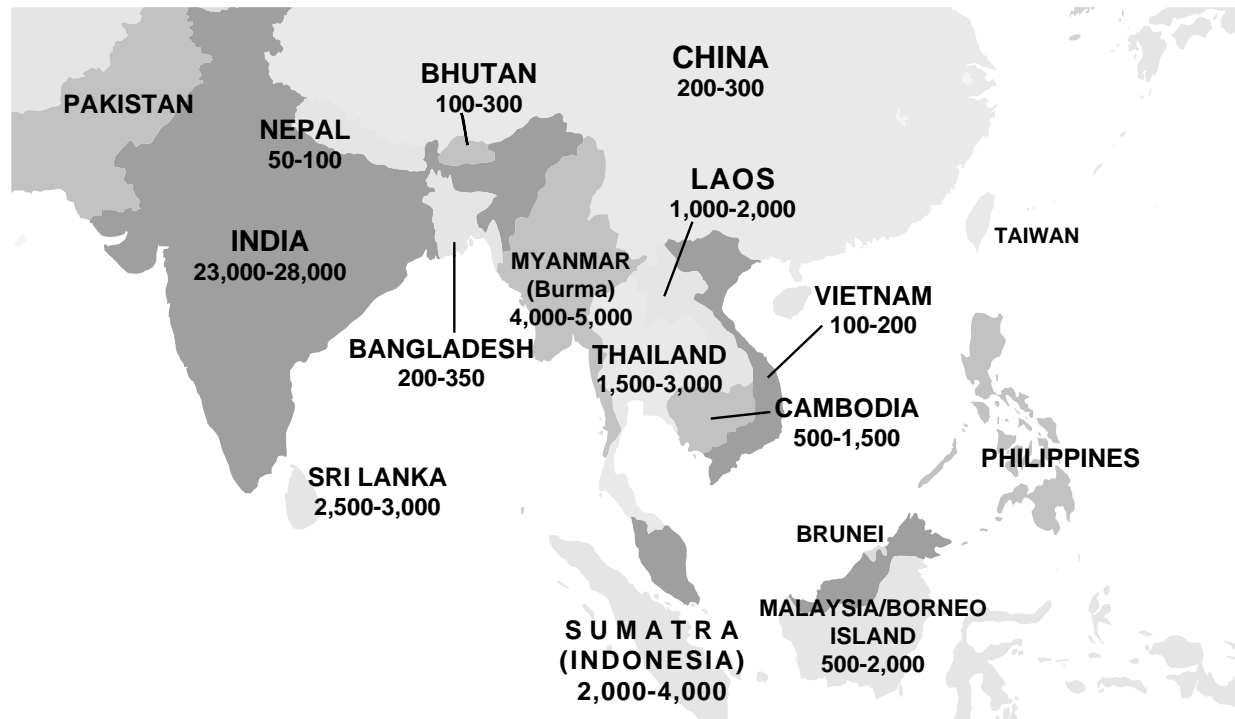 CHINA
200-300
BHUTAN
100-300
PAKISTAN
NEPAL
50-100
LAOS
1,000-2,000
TAIWAN
INDIA
23,000-28,000
MYANMAR
(Burma)
4,000-5,000
VIETNAM
100-200
BANGLADESH
200-350
THAILAND
1,500-3,000
CAMBODIA
500-1,500
PHILIPPINES
SRI LANKA
2,500-3,000
BRUNEI
MALAYSIA/BORNEO
ISLAND
500-2,000
SUMATRA
(INDONESIA)
2,000-4,000